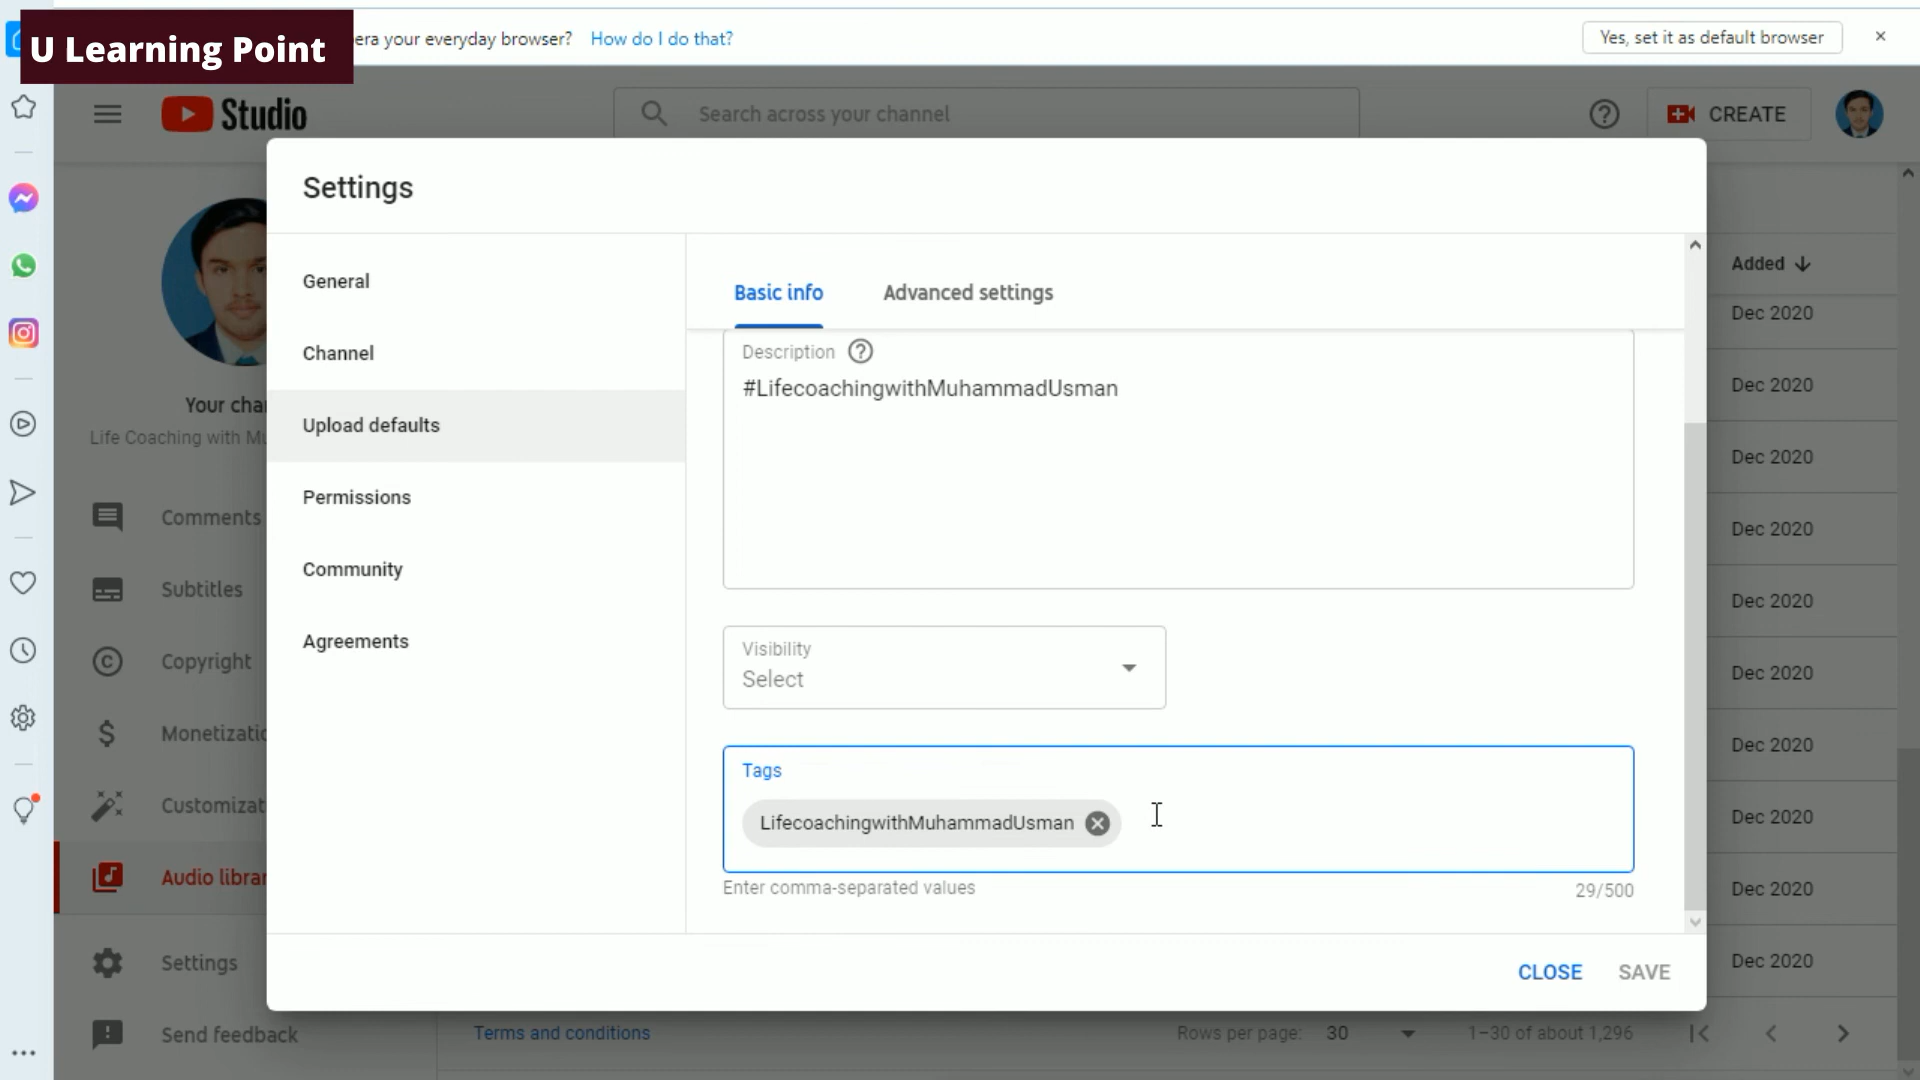 U Learning Point
era your everyday browser? How do I do that?
Yes, set it as default browser
Studio
Search across your channel
CREATE
Settings
General
Channel
Upload defaults
Permissions
Community
Agreements
Basic info
Advanced settings
Description
#LifecoachingwithMuhammadUsman
Visibility
Select
Tags
LifecoachingwithMuhammadUsman
Enter comma-separated values
29/500
CLOSE
SAVE
Your cha
Life Coaching with Mu
Comments
Subtitles
Copyright
Monetizatio
Customizat
Audio librar
Settings
Send feedback
Added
Dec 2020
Dec 2020
Dec 2020
Dec 2020
Dec 2020
Dec 2020
Dec 2020
Dec 2020
Dec 2020
Dec 2020
Terms and conditions
Rows per page: 30
1–30 of about 1,296